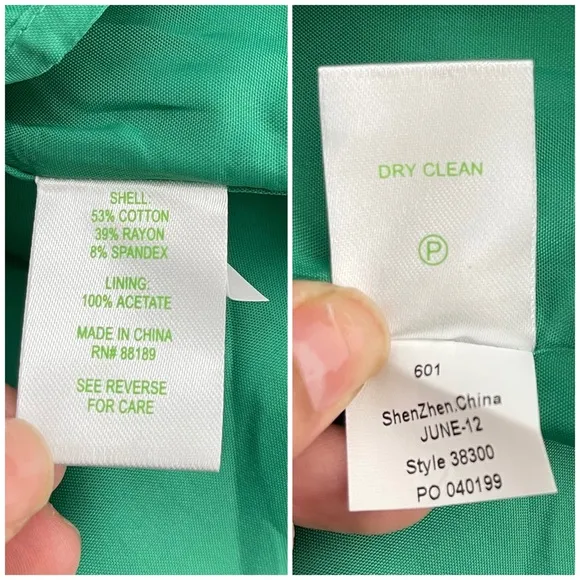 SHELL:
53% COTTON
39% RAYON
8% SPANDEX
LINING:
100% ACETATE
MADE IN CHINA
RN# 88189
SEE REVERSE
FOR CARE
DRY CLEAN
P
601
ShenZhen,China
JUNE-12
Style 38300
PO 040199